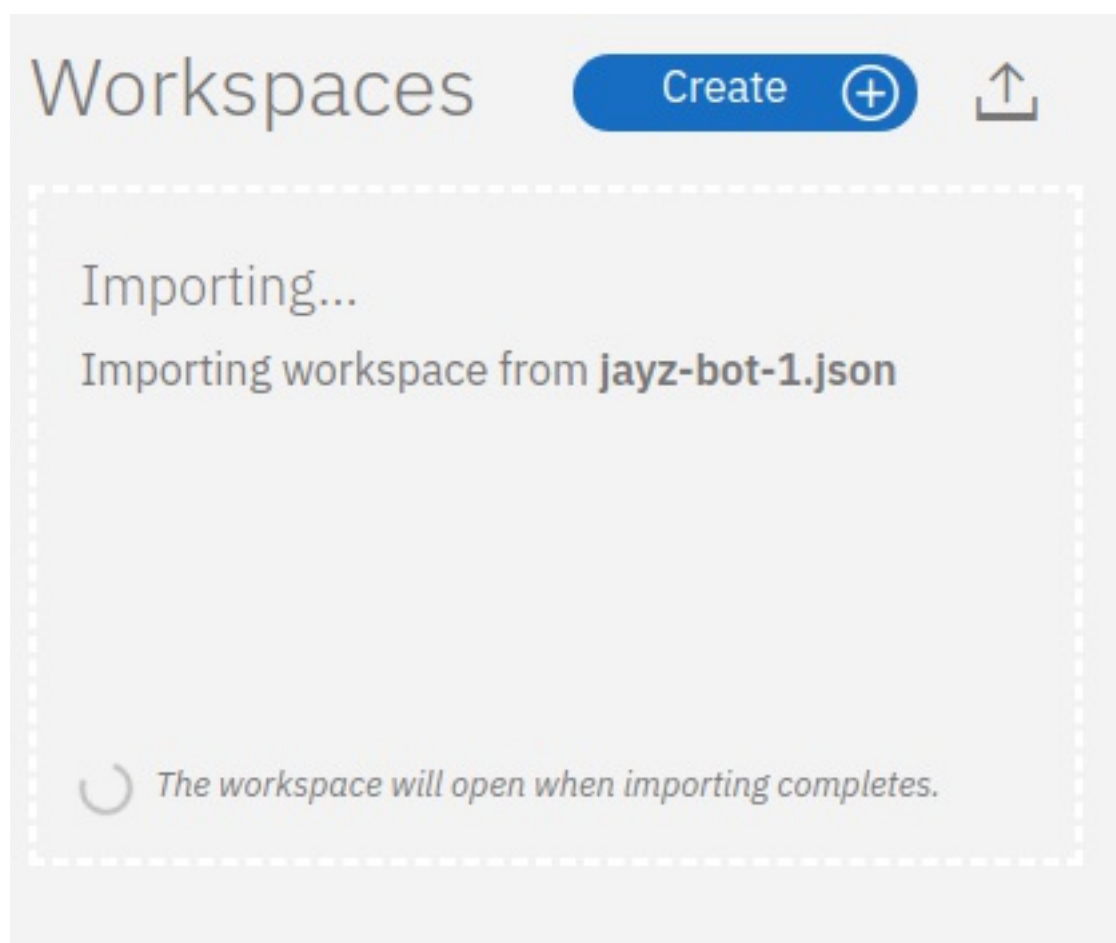 Workspaces
Create
Importing...
Importing workspace from jayz-bot-1.json
The workspace will open when importing completes.